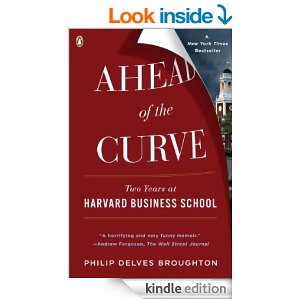 Look inside
A New York Times
Bestseller
AHEAD
of the
CURVE
Two Years at
HARVARD BUSINESS SCHOOL
"A horrifying and very funny memoir."
—Andrew Ferguson, The Wall Street Journal
PHILIP DELVES BROUGHTON
kindle edition